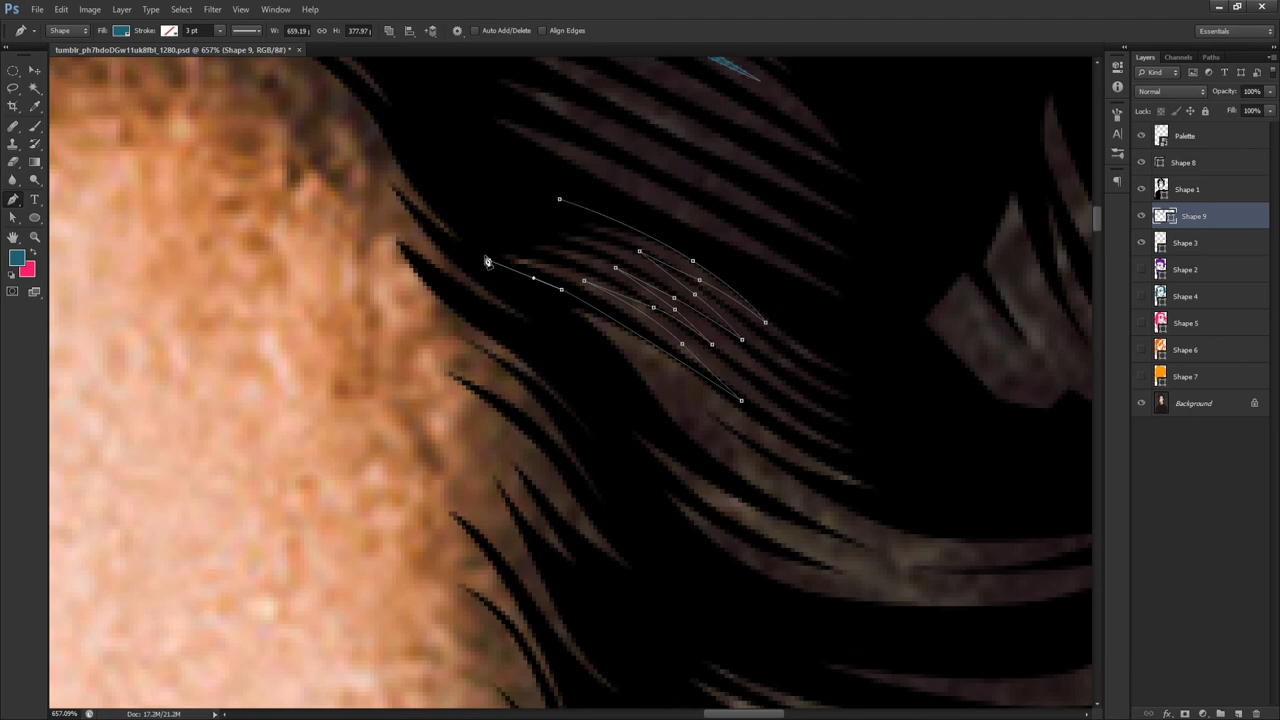 Ps File Edit Image Layer Type Select Filter View Window Help
Shape Fill: Stroke: 3 pt W: 659.19 H: 377.97 Auto Add/Delete Align Edges Essentials
tumblr_ph7hdoDGw11uk8fbl_1280.psd @ 657% (Shape 9, RGB/8#) * ×
Layers Channels Paths
Kind
Normal Opacity: 100%
Lock: Fill: 100%
Palette
Shape 8
Shape 1
Shape 9
Shape 3
Shape 2
Shape 4
Shape 5
Shape 6
Shape 7
Background
657.09% Doc: 17.2M/21.2M